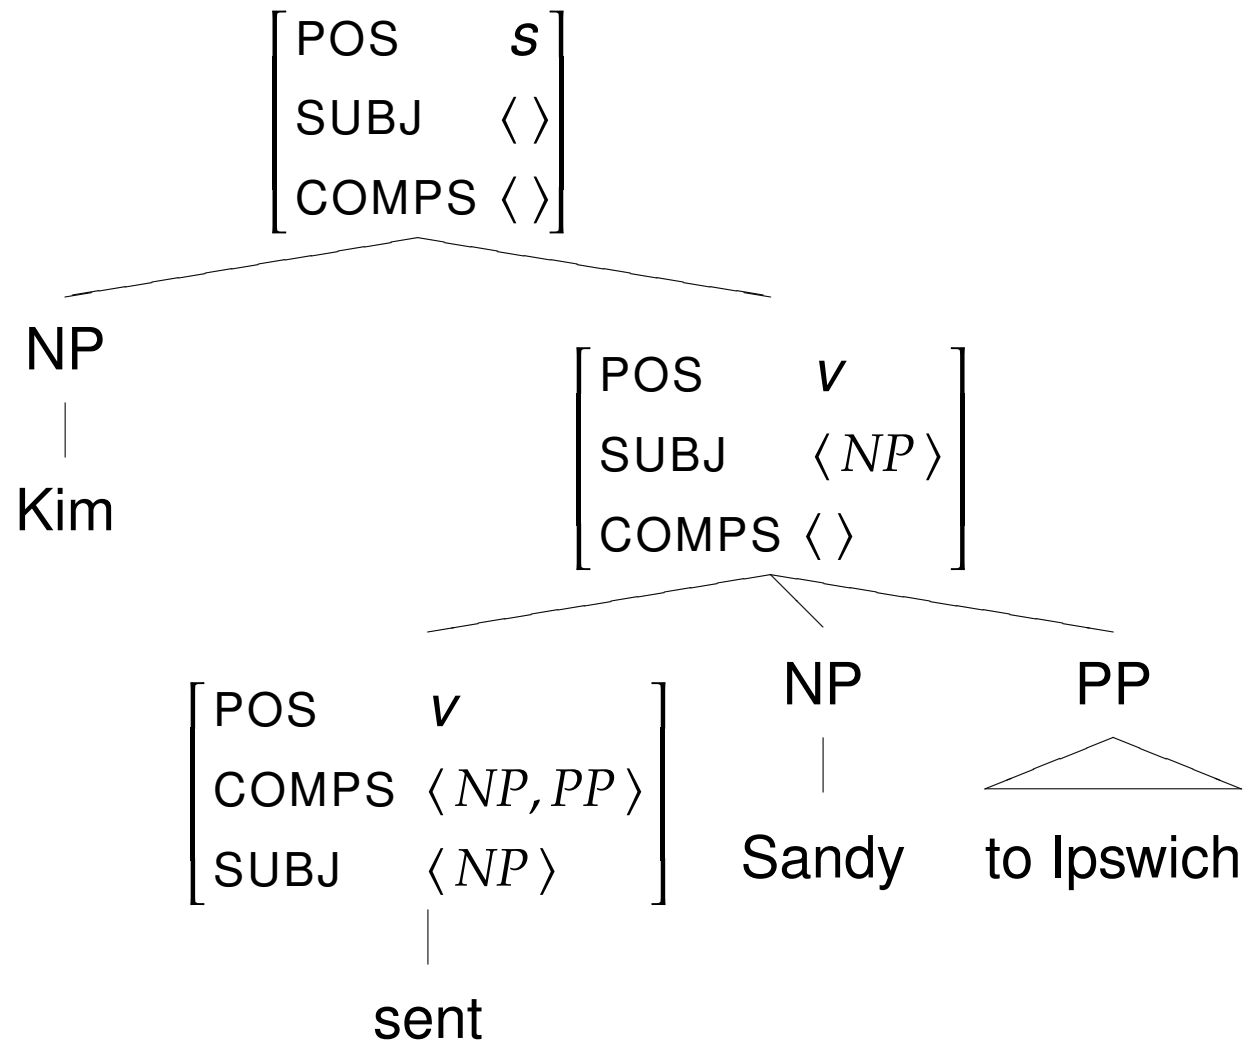 POS s
SUBJ ⟨ ⟩
COMPS ⟨ ⟩
NP
Kim
POS v
SUBJ ⟨ NP ⟩
COMPS ⟨ ⟩
POS v
COMPS ⟨ NP, PP ⟩
SUBJ ⟨ NP ⟩
sent
NP
Sandy
PP
to Ipswich